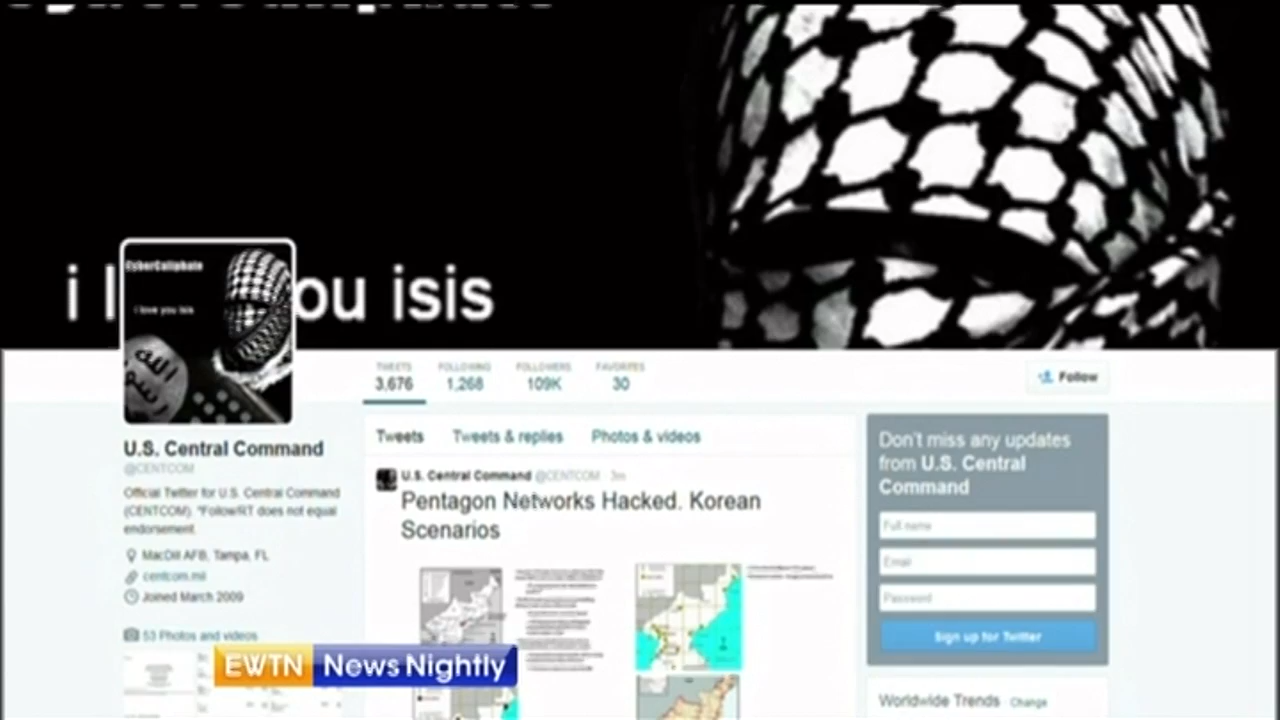 i l ou isis
CyberCaliphate
i love you isis
TWEETS FOLLOWING FOLLOWERS FAVORITES
3,676 1,268 109K 30
Follow
U.S. Central Command
@CENTCOM
Official Twitter for U.S. Central Command
(CENTCOM). *Follow/RT does not equal
endorsement.
MacDill AFB, Tampa, FL
centcom.mil
Joined March 2009
53 Photos and videos
Tweets Tweets & replies Photos & videos
U.S. Central Command @CENTCOM · 3m
Pentagon Networks Hacked. Korean
Scenarios
Don't miss any updates
from U.S. Central
Command
Full name
Email
Password
Sign up for Twitter
Worldwide Trends · Change
EWTN News Nightly